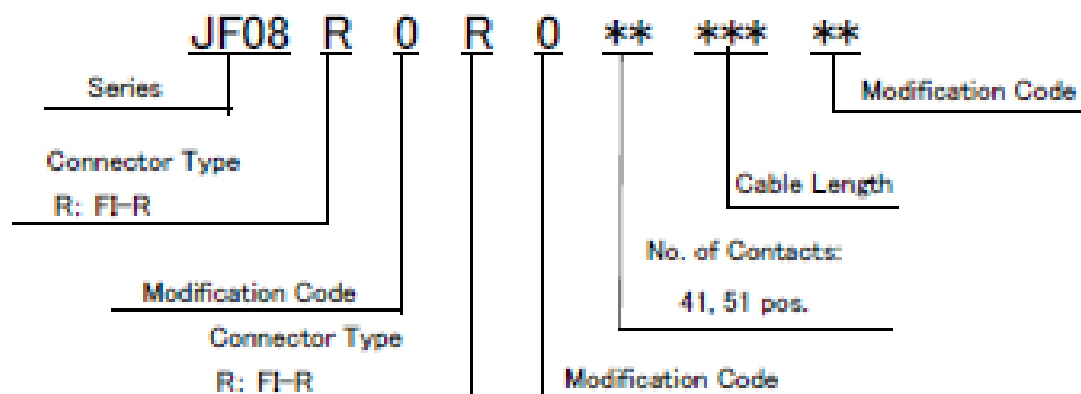 JF08 R 0 R 0 ** *** **
Series
Modification Code
Connector Type
R: FI-R
Cable Length
No. of Contacts:
41, 51 pos.
Modification Code
Connector Type
R: FI-R
Modification Code